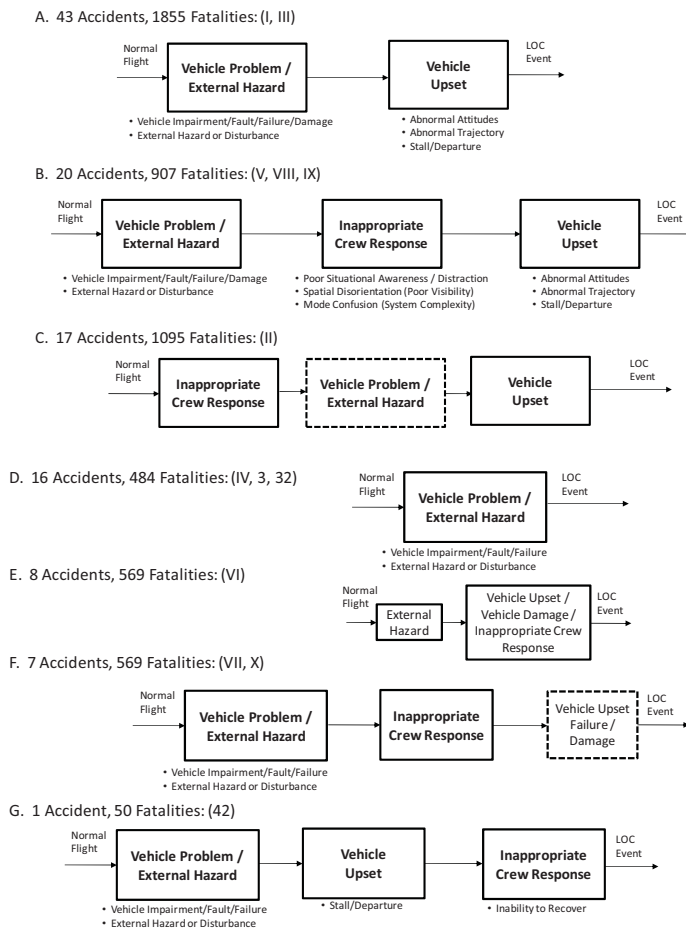 A. 43 Accidents, 1855 Fatalities: (I, III)
Normal
Flight
Vehicle Problem /
External Hazard
Vehicle
Upset
LOC
Event
• Vehicle Impairment/Fault/Failure/Damage
• External Hazard or Disturbance
• Abnormal Attitudes
• Abnormal Trajectory
• Stall/Departure
B. 20 Accidents, 907 Fatalities: (V, VIII, IX)
Normal
Flight
Vehicle Problem /
External Hazard
Inappropriate
Crew Response
Vehicle
Upset
LOC
Event
• Vehicle Impairment/Fault/Failure/Damage
• External Hazard or Disturbance
• Poor Situational Awareness / Distraction
• Spatial Disorientation (Poor Visibility)
• Mode Confusion (System Complexity)
• Abnormal Attitudes
• Abnormal Trajectory
• Stall/Departure
C. 17 Accidents, 1095 Fatalities: (II)
Normal
Flight
Inappropriate
Crew Response
Vehicle Problem /
External Hazard
Vehicle
Upset
LOC
Event
D. 16 Accidents, 484 Fatalities: (IV, 3, 32)
Normal
Flight
Vehicle Problem /
External Hazard
LOC
Event
• Vehicle Impairment/Fault/Failure
• External Hazard or Disturbance
E. 8 Accidents, 569 Fatalities: (VI)
Normal
Flight
External
Hazard
Vehicle Upset /
Vehicle Damage /
Inappropriate Crew
Response
LOC
Event
F. 7 Accidents, 569 Fatalities: (VII, X)
Normal
Flight
Vehicle Problem /
External Hazard
Inappropriate
Crew Response
Vehicle Upset
Failure /
Damage
LOC
Event
• Vehicle Impairment/Fault/Failure
• External Hazard or Disturbance
G. 1 Accident, 50 Fatalities: (42)
Normal
Flight
Vehicle Problem /
External Hazard
Vehicle
Upset
Inappropriate
Crew Response
LOC
Event
• Vehicle Impairment/Fault/Failure
• External Hazard or Disturbance
• Stall/Departure
• Inability to Recover